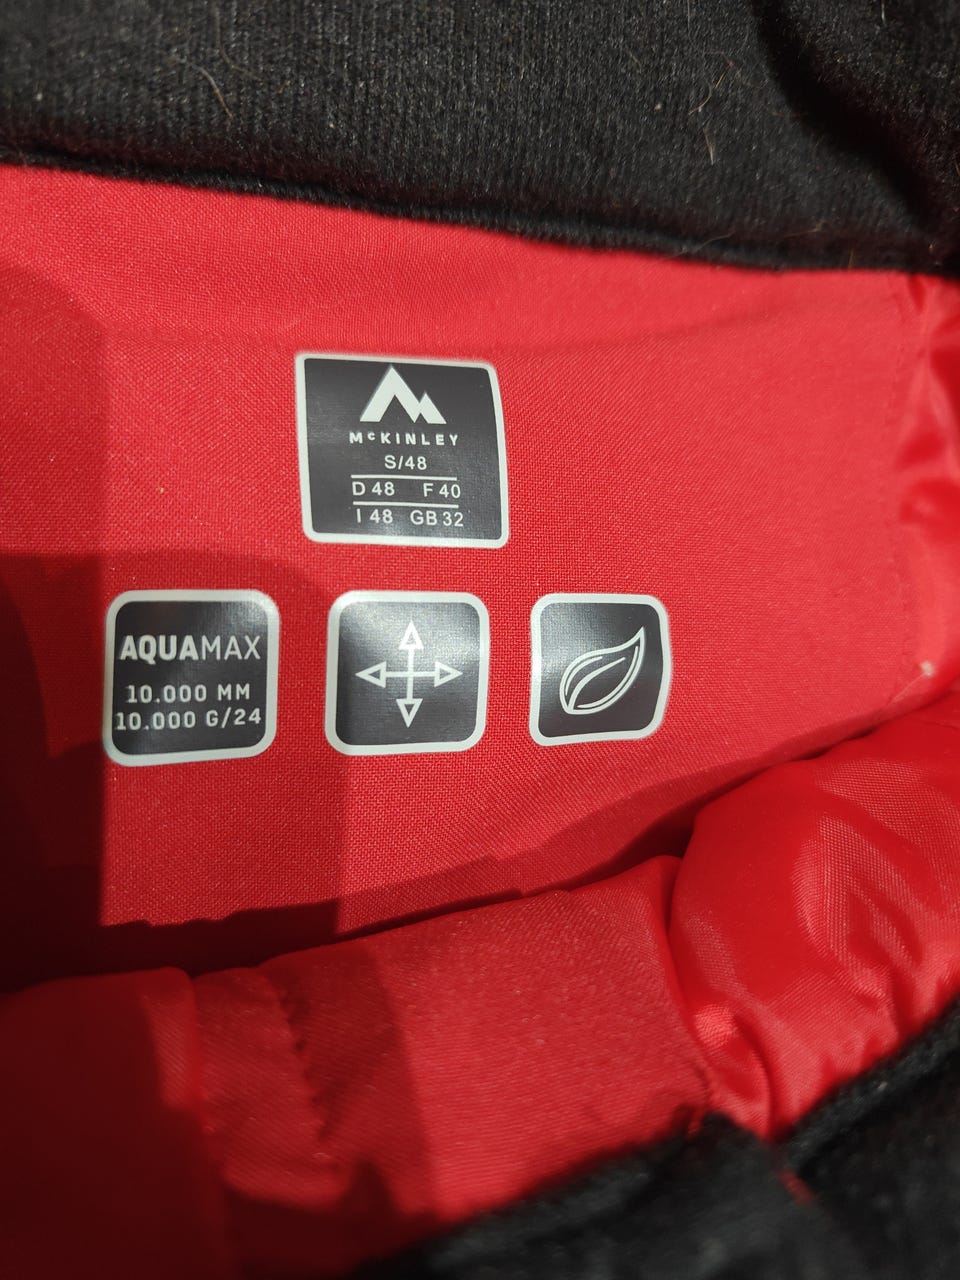 McKINLEY
S/48
D 48 F 40
I 48 GB 32
AQUAMAX
10.000 MM
10.000 G/24